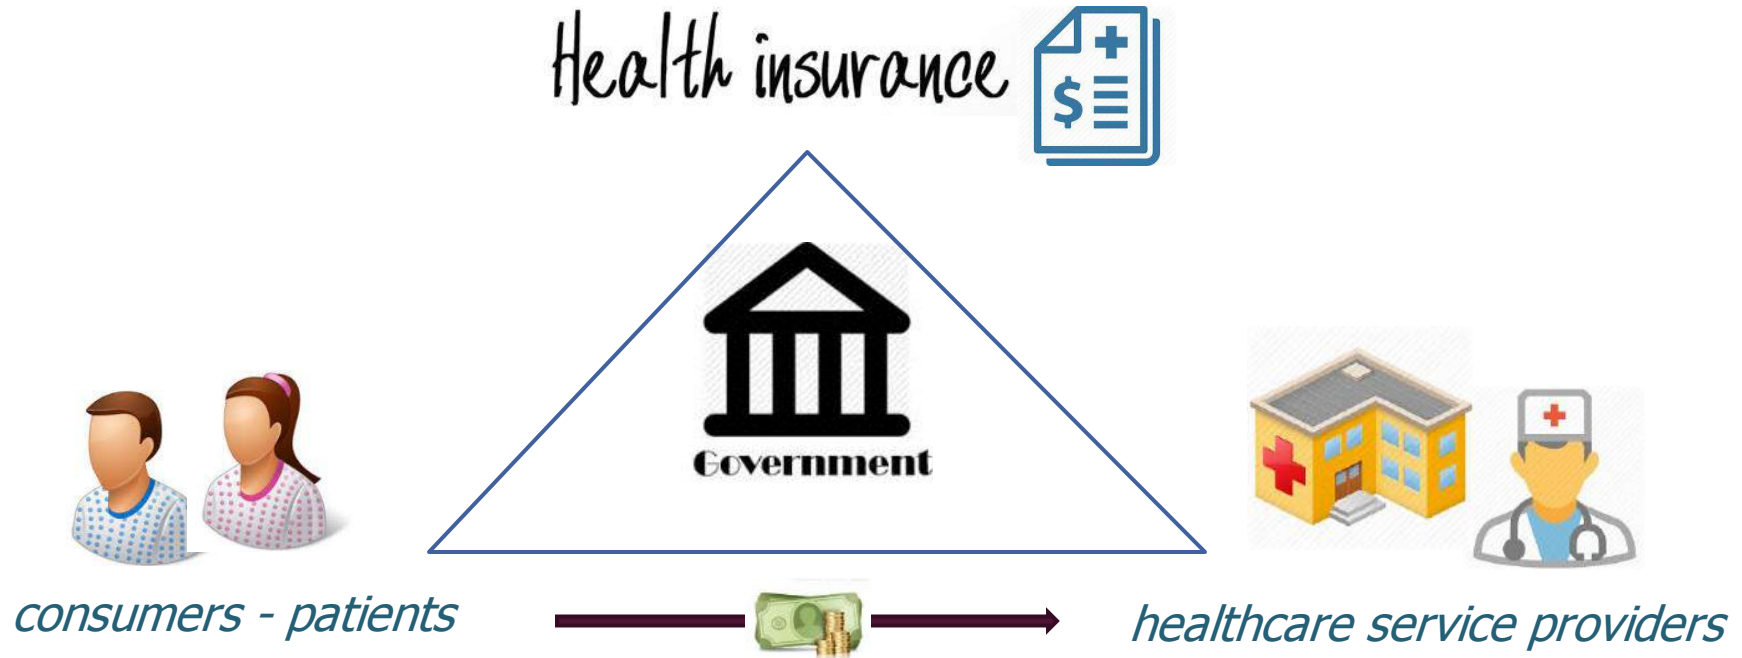 Health insurance
$
Government
consumers - patients
healthcare service providers